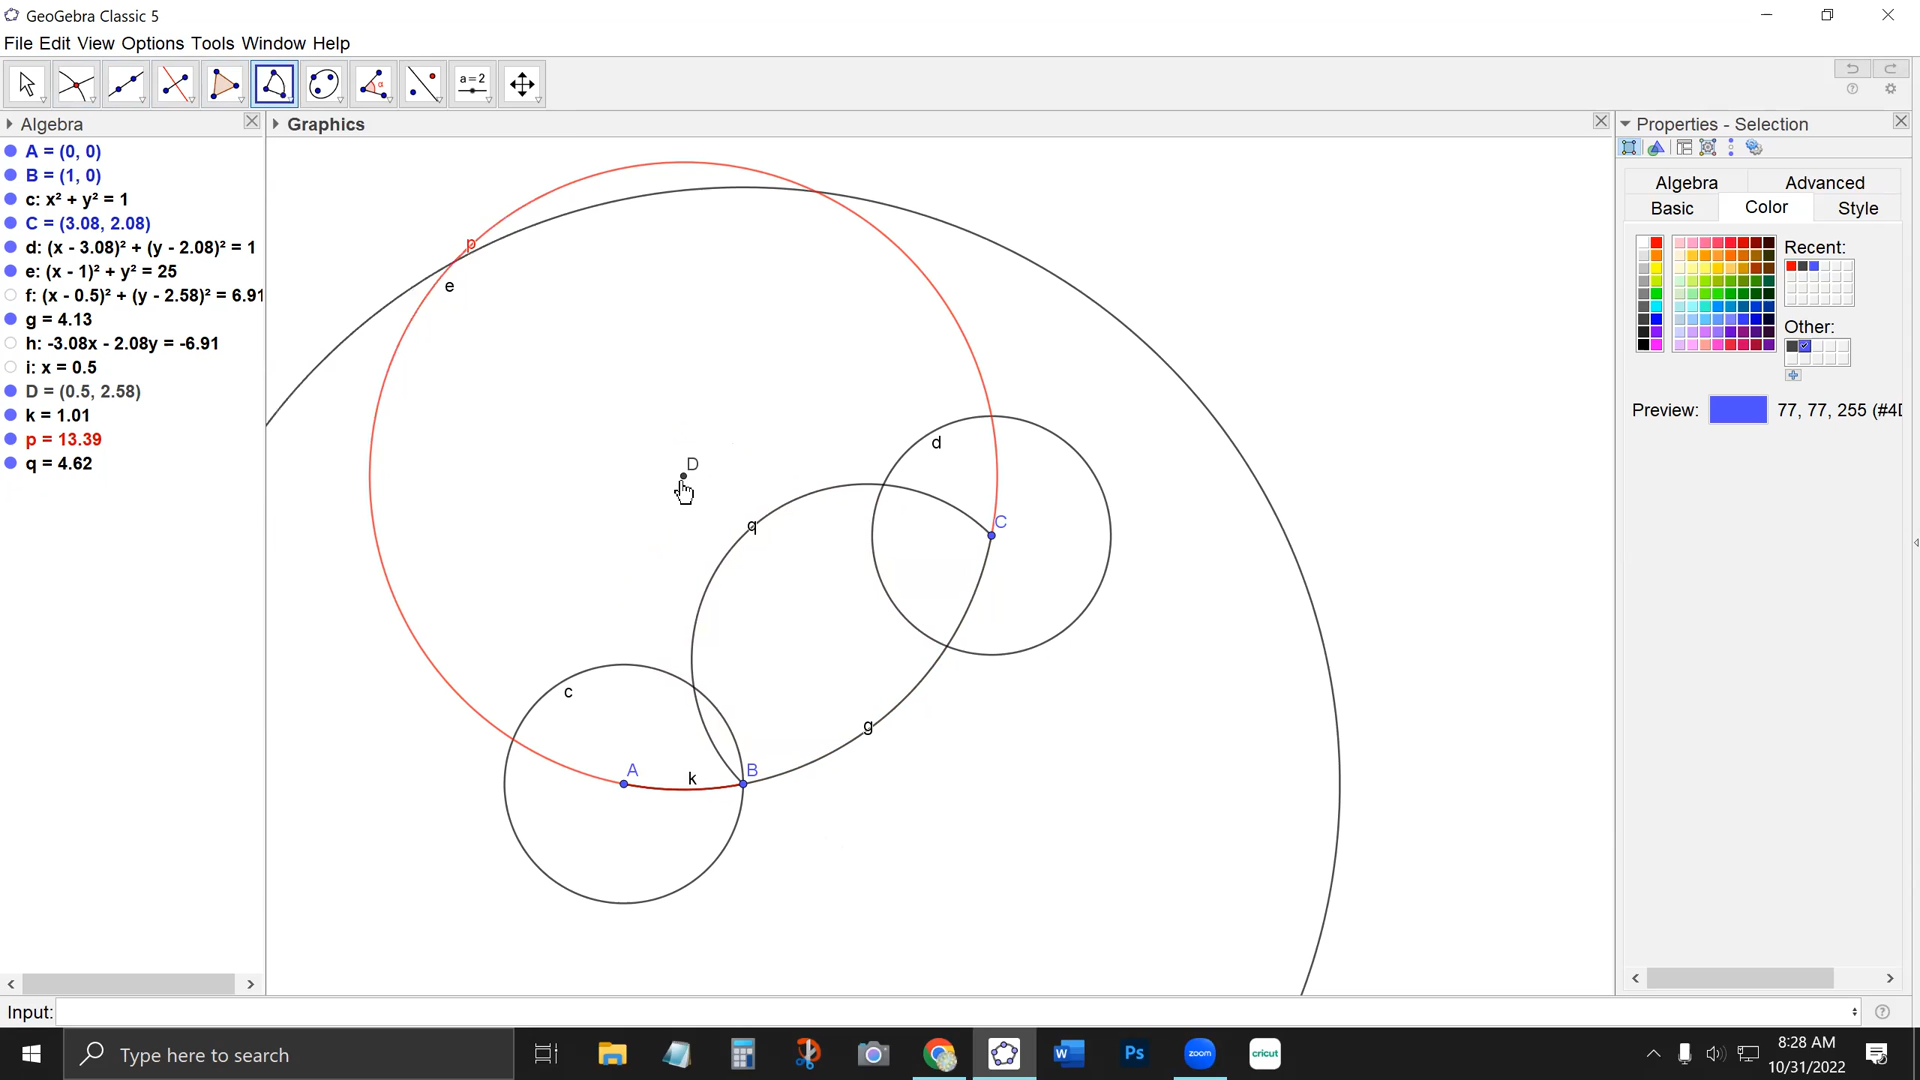 GeoGebra Classic 5
File Edit View Options Tools Window Help
a=2
Algebra
Graphics
Properties - Selection
A = (0, 0)
B = (1, 0)
c: x² + y² = 1
C = (3.08, 2.08)
d: (x - 3.08)² + (y - 2.08)² = 1
e: (x - 1)² + y² = 25
f: (x - 0.5)² + (y - 2.58)² = 6.91
g = 4.13
h: -3.08x - 2.08y = -6.91
i: x = 0.5
D = (0.5, 2.58)
k = 1.01
p = 13.39
q = 4.62
p
e
D
d
q
C
c
g
A
k
B
Algebra Advanced
Basic Color Style
Recent:
Other:
Preview: 77, 77, 255 (#4D
Input:
Type here to search
W
Ps
zoom
cricut
8:28 AM
10/31/2022